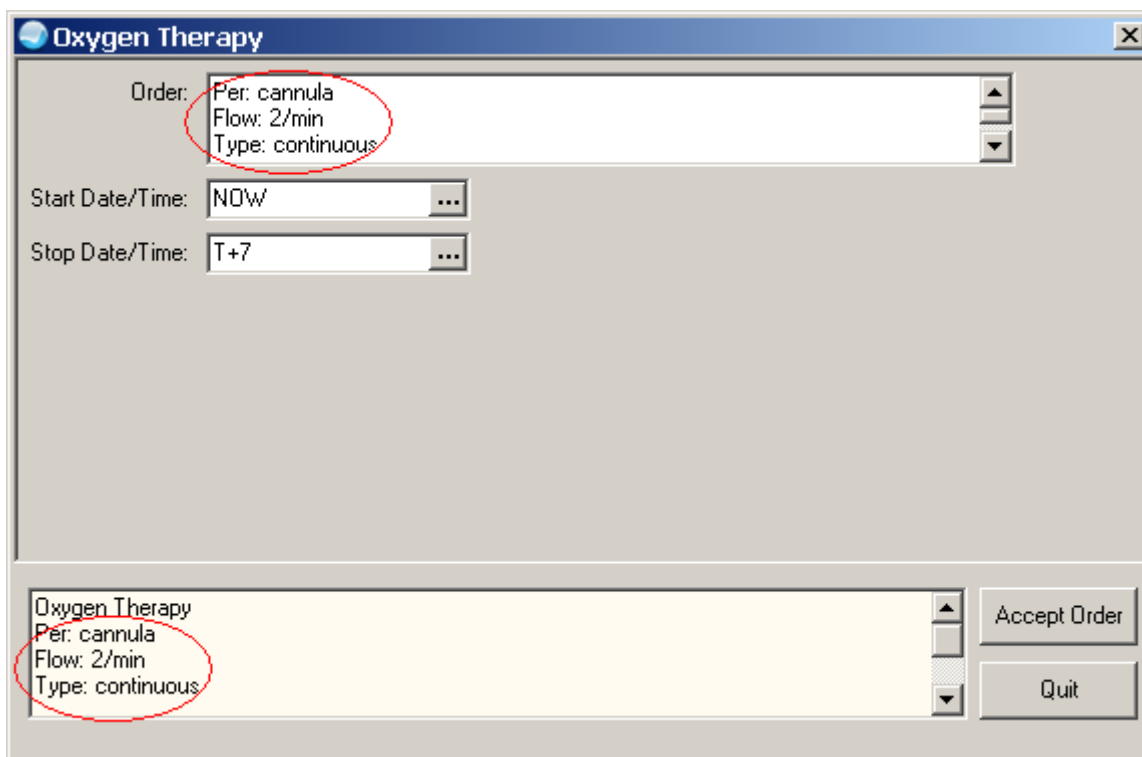 Oxygen Therapy
Order: Per: cannula
Flow: 2/min
Type: continuous
Start Date/Time: NOW ...
Stop Date/Time: T+7 ...
Oxygen Therapy
Per: cannula
Flow: 2/min
Type: continuous
Accept Order
Quit